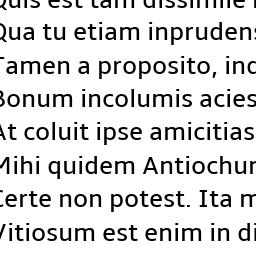 Quis est tam dissimile
Qua tu etiam inprudens
Tamen a proposito, inq
Bonum incolumis acies
At coluit ipse amicitias
Mihi quidem Antiochum
Certe non potest. Ita m
Vitiosum est enim in di